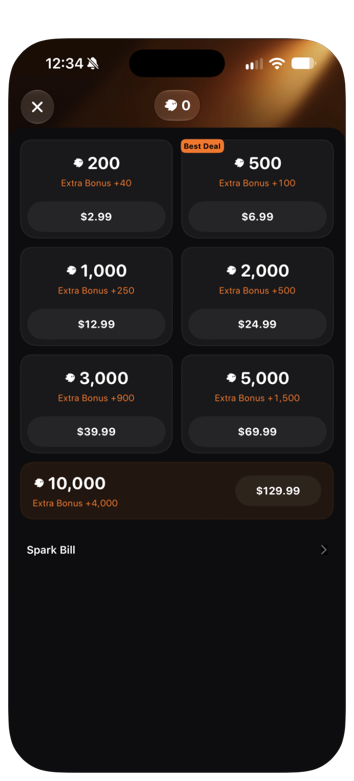 12:34
0
Best Deal
200
Extra Bonus +40
$2.99
500
Extra Bonus +100
$6.99
1,000
Extra Bonus +250
$12.99
2,000
Extra Bonus +500
$24.99
3,000
Extra Bonus +900
$39.99
5,000
Extra Bonus +1,500
$69.99
10,000
Extra Bonus +4,000
$129.99
Spark Bill